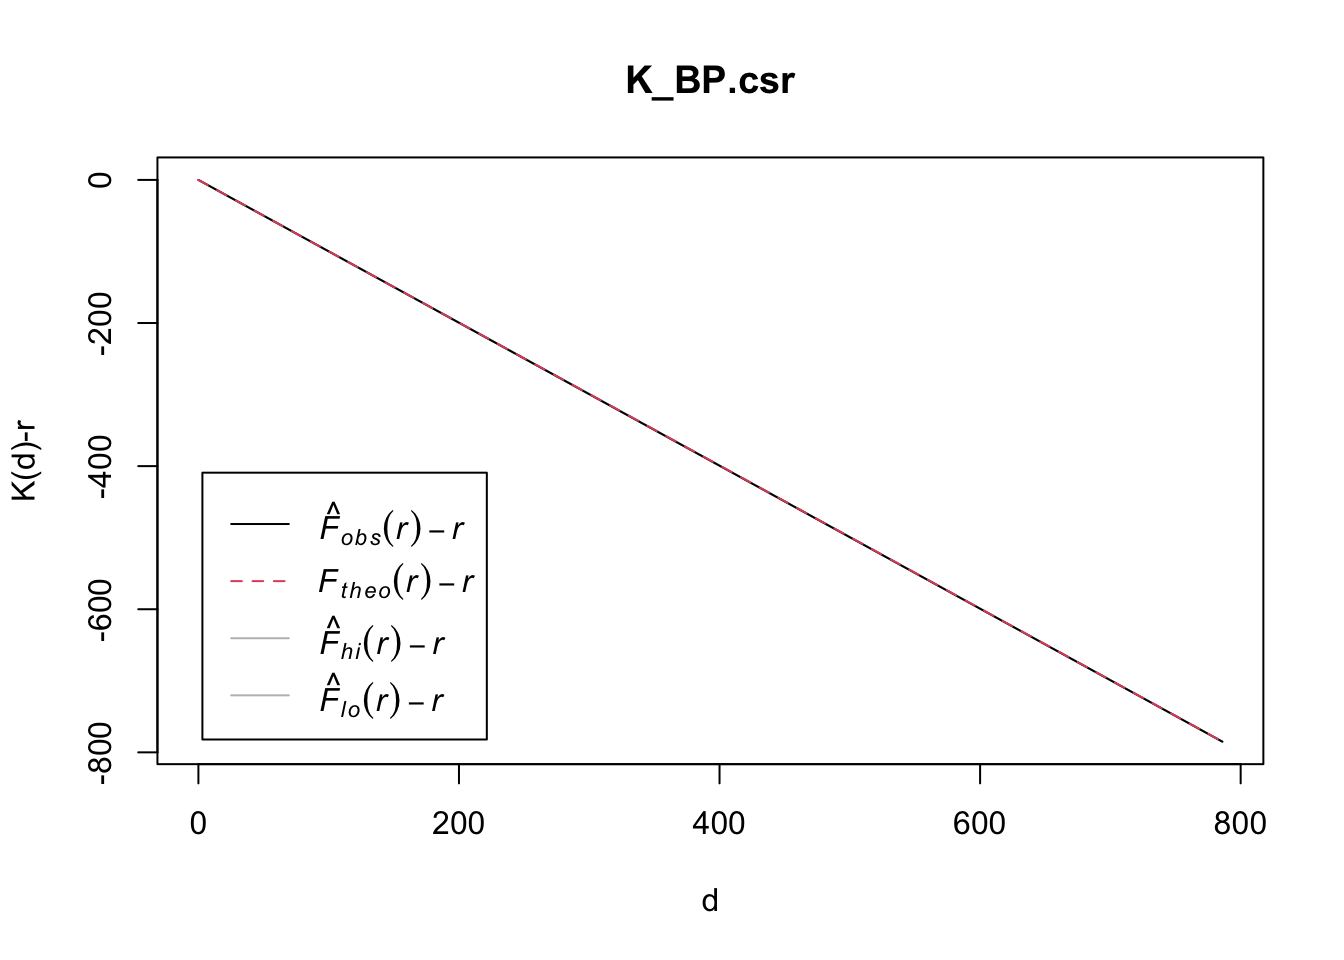 K_BP.csr
K(d)-r
0
-200
-400
-600
-800
F̂obs(r) − r
Ftheo(r) − r
F̂hi(r) − r
F̂lo(r) − r
0 200 400 600 800
d